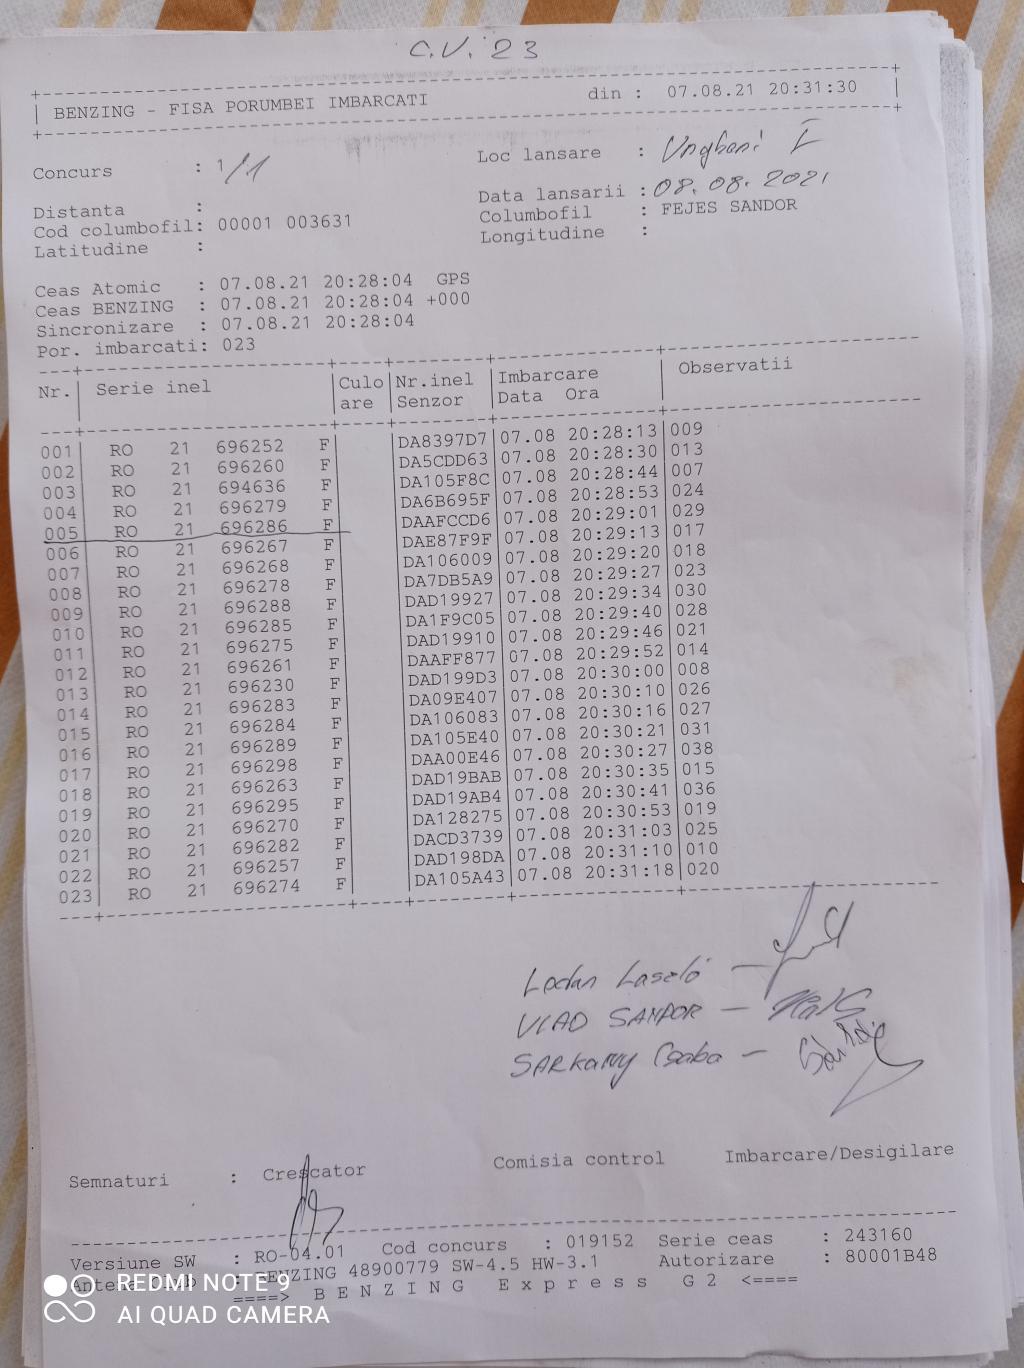 C.V. 23
BENZING - FISA PORUMBEI IMBARCATI din : 07.08.21 20:31:30
Concurs : 1/1 Loc lansare : Ungheni I
Distanta : Data lansarii : 08.08.2021
Cod columbofil: 00001 003631 Columbofil : FEJES SANDOR
Latitudine : Longitudine :
Ceas Atomic : 07.08.21 20:28:04 GPS
Ceas BENZING : 07.08.21 20:28:04 +000
Sincronizare : 07.08.21 20:28:04
Por. imbarcati: 023
Nr. Serie inel Culo Nr.inel Imbarcare Observatii
are Senzor Data Ora
001 RO 21 696252 F DA8397D7 07.08 20:28:13 009
002 RO 21 696260 F DA5CDD63 07.08 20:28:30 013
003 RO 21 694636 F DA105F8C 07.08 20:28:44 007
004 RO 21 696279 F DA6B695F 07.08 20:28:53 024
005 RO 21 696286 F DAAFCCD6 07.08 20:29:01 029
006 RO 21 696267 F DAE87F9F 07.08 20:29:13 017
007 RO 21 696268 F DA106009 07.08 20:29:20 018
008 RO 21 696278 F DA7DB5A9 07.08 20:29:27 023
009 RO 21 696288 F DAD19927 07.08 20:29:34 030
010 RO 21 696285 F DA1F9C05 07.08 20:29:40 028
011 RO 21 696275 F DAD19910 07.08 20:29:46 021
012 RO 21 696261 F DAAFF877 07.08 20:29:52 014
013 RO 21 696230 F DAD199D3 07.08 20:30:00 008
014 RO 21 696283 F DA09E407 07.08 20:30:10 026
015 RO 21 696284 F DA106083 07.08 20:30:16 027
016 RO 21 696289 F DA105E40 07.08 20:30:21 031
017 RO 21 696298 F DAA00E46 07.08 20:30:27 038
018 RO 21 696263 F DAD19BAB 07.08 20:30:35 015
019 RO 21 696295 F DAD19AB4 07.08 20:30:41 036
020 RO 21 696270 F DA128275 07.08 20:30:53 019
021 RO 21 696282 F DACD3739 07.08 20:31:03 025
022 RO 21 696257 F DAD198DA 07.08 20:31:10 010
023 RO 21 696274 F DA105A43 07.08 20:31:18 020
Laszló -
VLAD SANDOR -
SARKANY Csaba -
Semnaturi : Crescator Comisia control Imbarcare/Desigilare
Versiune SW : RO-04.01 Cod concurs : 019152 Serie ceas : 243160
BENZING 48900779 SW-4.5 HW-3.1 Autorizare : 80001B48
====> BENZING Express G2 <====
REDMI NOTE 9
AI QUAD CAMERA